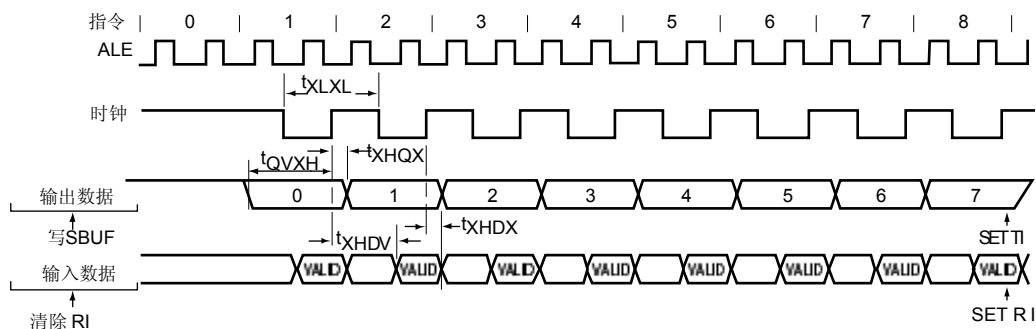 指令 | 0 | 1 | 2 | 3 | 4 | 5 | 6 | 7 | 8 |
ALE
tXLXL
时钟
tQVXH tXHQX
输出数据 0 1 2 3 4 5 6 7
写SBUF tXHDV tXHDX SETTI
输入数据 VALID VALID VALID VALID VALID VALID VALID VALID
清除 RI SET RI